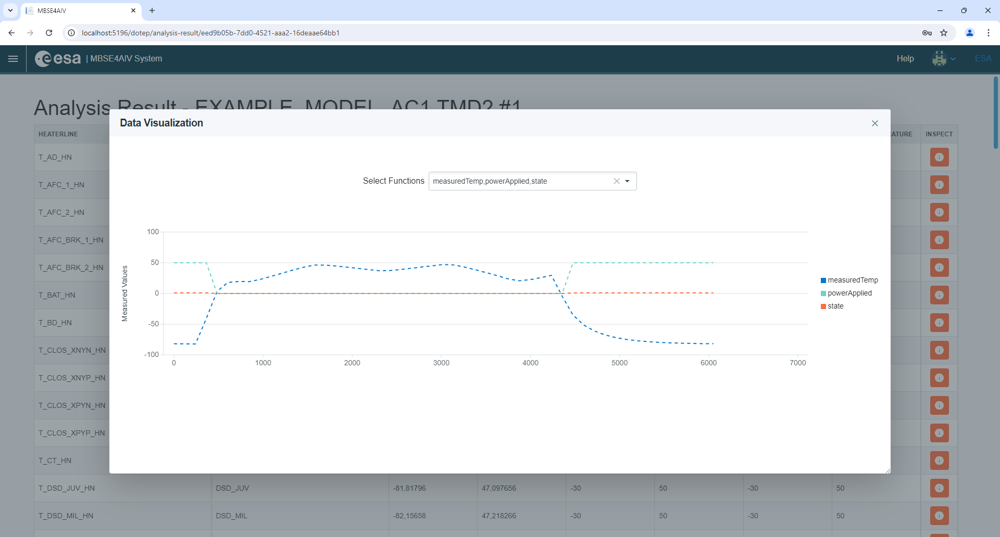 MBSE4AIV
localhost:5196/dotep/analysis-result/eed9b05b-7dd0-4521-aaa2-16deaae64bb1
esa | MBSE4AIV System
Help
ESA
Analysis Result - EXAMPLE_MODEL_AC1 TMD2 #1
Data Visualization
HEATERLINE
INSPECT
Select Functions measuredTemp,powerApplied,state
T_AD_HN
T_AFC_1_HN
T_AFC_2_HN
T_AFC_BRK_1_HN
T_AFC_BRK_2_HN
T_BAT_HN
T_BD_HN
T_CLOS_XNYN_HN
T_CLOS_XNYP_HN
T_CLOS_XPYN_HN
T_CLOS_XPYP_HN
T_CT_HN
Measured Values
100
50
0
-50
-100
0 1000 2000 3000 4000 5000 6000 7000
measuredTemp
powerApplied
state
T_DSD_JUV_HN DSD_JUV -81,81796 47,097656 -30 50 -30 50
T_DSD_MIL_HN DSD_MIL -82,15658 47,218266 -30 50 -30 50